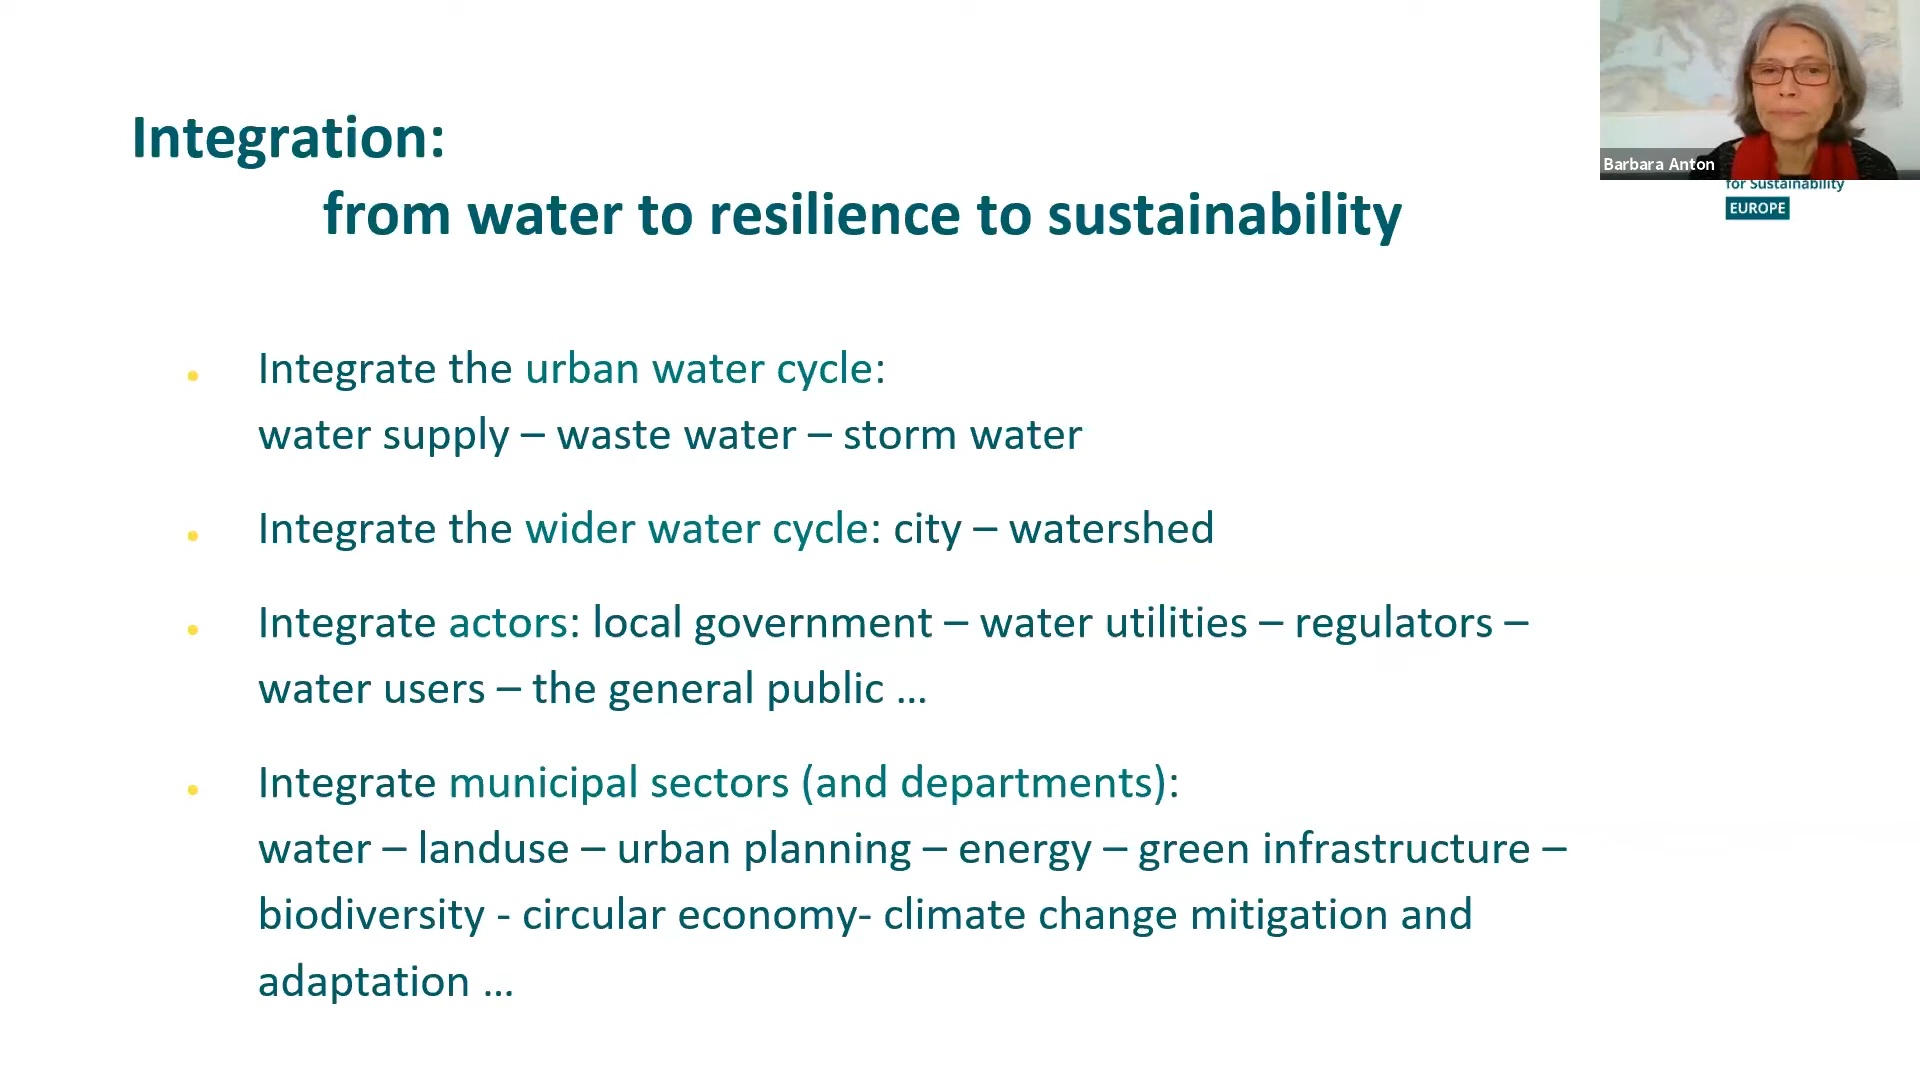 Integration:
from water to resilience to sustainability
Barbara Anton
for Sustainability
EUROPE
Integrate the urban water cycle:
water supply – waste water – storm water
Integrate the wider water cycle: city – watershed
Integrate actors: local government – water utilities – regulators –
water users – the general public ...
Integrate municipal sectors (and departments):
water – landuse – urban planning – energy – green infrastructure –
biodiversity - circular economy- climate change mitigation and
adaptation ...